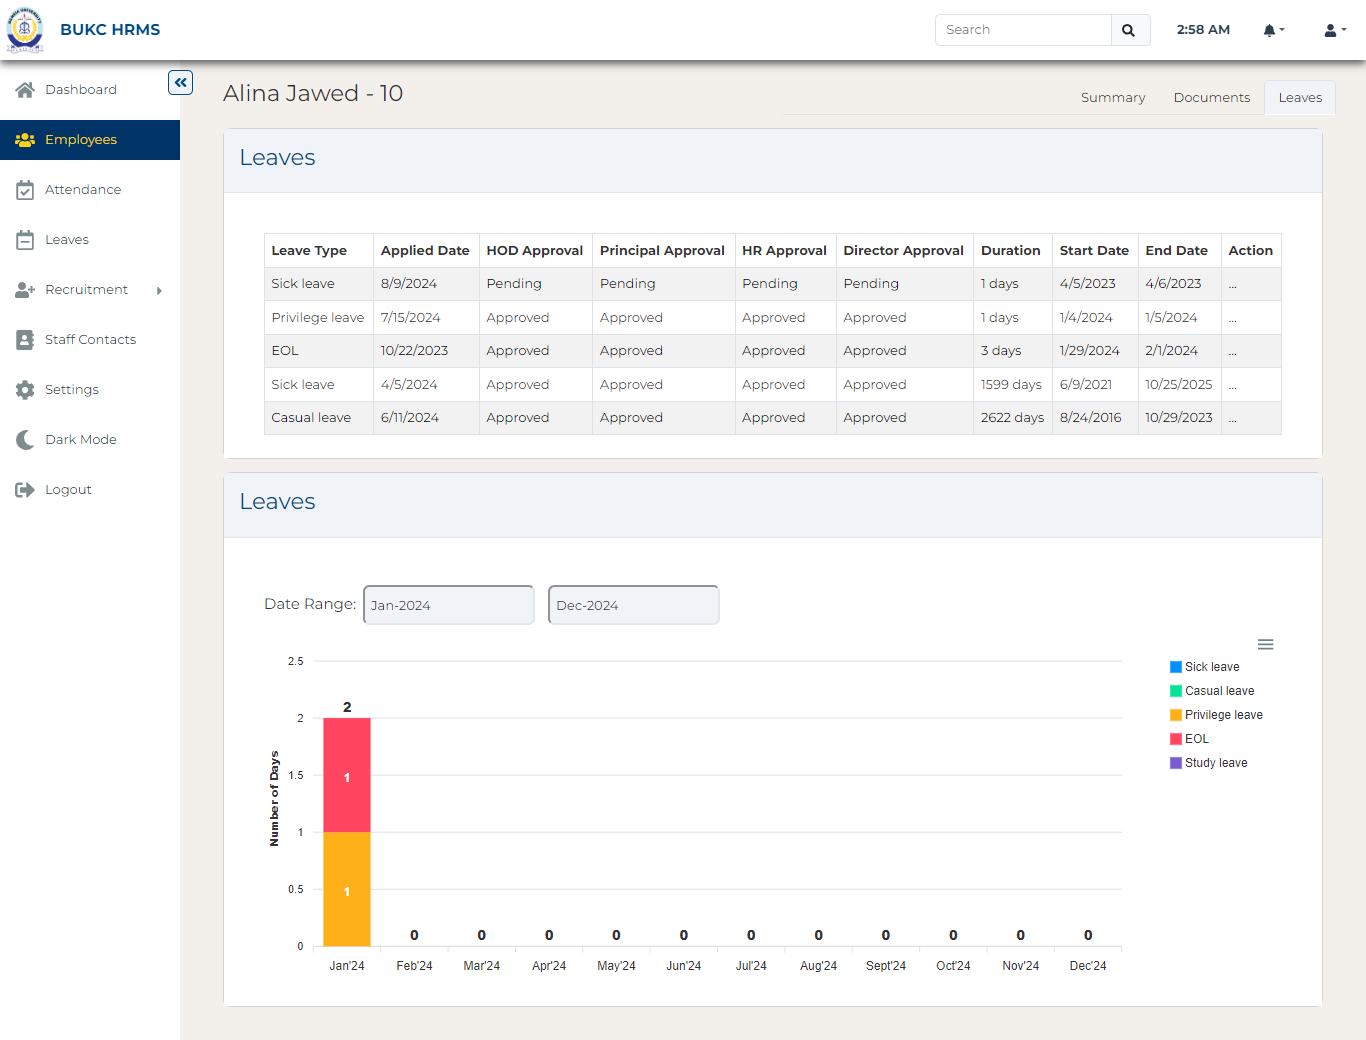 BUKC HRMS
Search
2:58 AM
Dashboard
Employees
Attendance
Leaves
Recruitment
Staff Contacts
Settings
Dark Mode
Logout
Alina Jawed - 10
Summary Documents Leaves
Leaves
Leave Type Applied Date HOD Approval Principal Approval HR Approval Director Approval Duration Start Date End Date Action
Sick leave 8/9/2024 Pending Pending Pending Pending 1 days 4/5/2023 4/6/2023 ...
Privilege leave 7/15/2024 Approved Approved Approved Approved 1 days 1/4/2024 1/5/2024 ...
EOL 10/22/2023 Approved Approved Approved Approved 3 days 1/29/2024 2/1/2024 ...
Sick leave 4/5/2024 Approved Approved Approved Approved 1599 days 6/9/2021 10/25/2025 ...
Casual leave 6/11/2024 Approved Approved Approved Approved 2622 days 8/24/2016 10/29/2023 ...
Leaves
Date Range: Jan-2024 Dec-2024
Number of Days
2.5
2
1.5
1
0.5
0
2
1
1
0 0 0 0 0 0 0 0 0 0 0
Jan'24 Feb'24 Mar'24 Apr'24 May'24 Jun'24 Jul'24 Aug'24 Sept'24 Oct'24 Nov'24 Dec'24
Sick leave
Casual leave
Privilege leave
EOL
Study leave